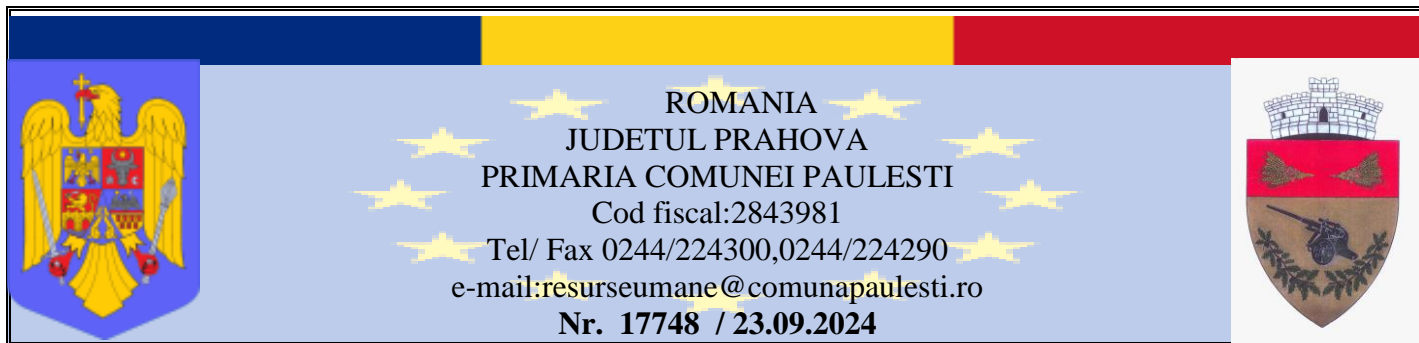 ROMANIA
JUDETUL PRAHOVA
PRIMARIA COMUNEI PAULESTI
Cod fiscal:2843981
Tel/ Fax 0244/224300,0244/224290
e-mail:resurseumane@comunapaulesti.ro
Nr. 17748 / 23.09.2024